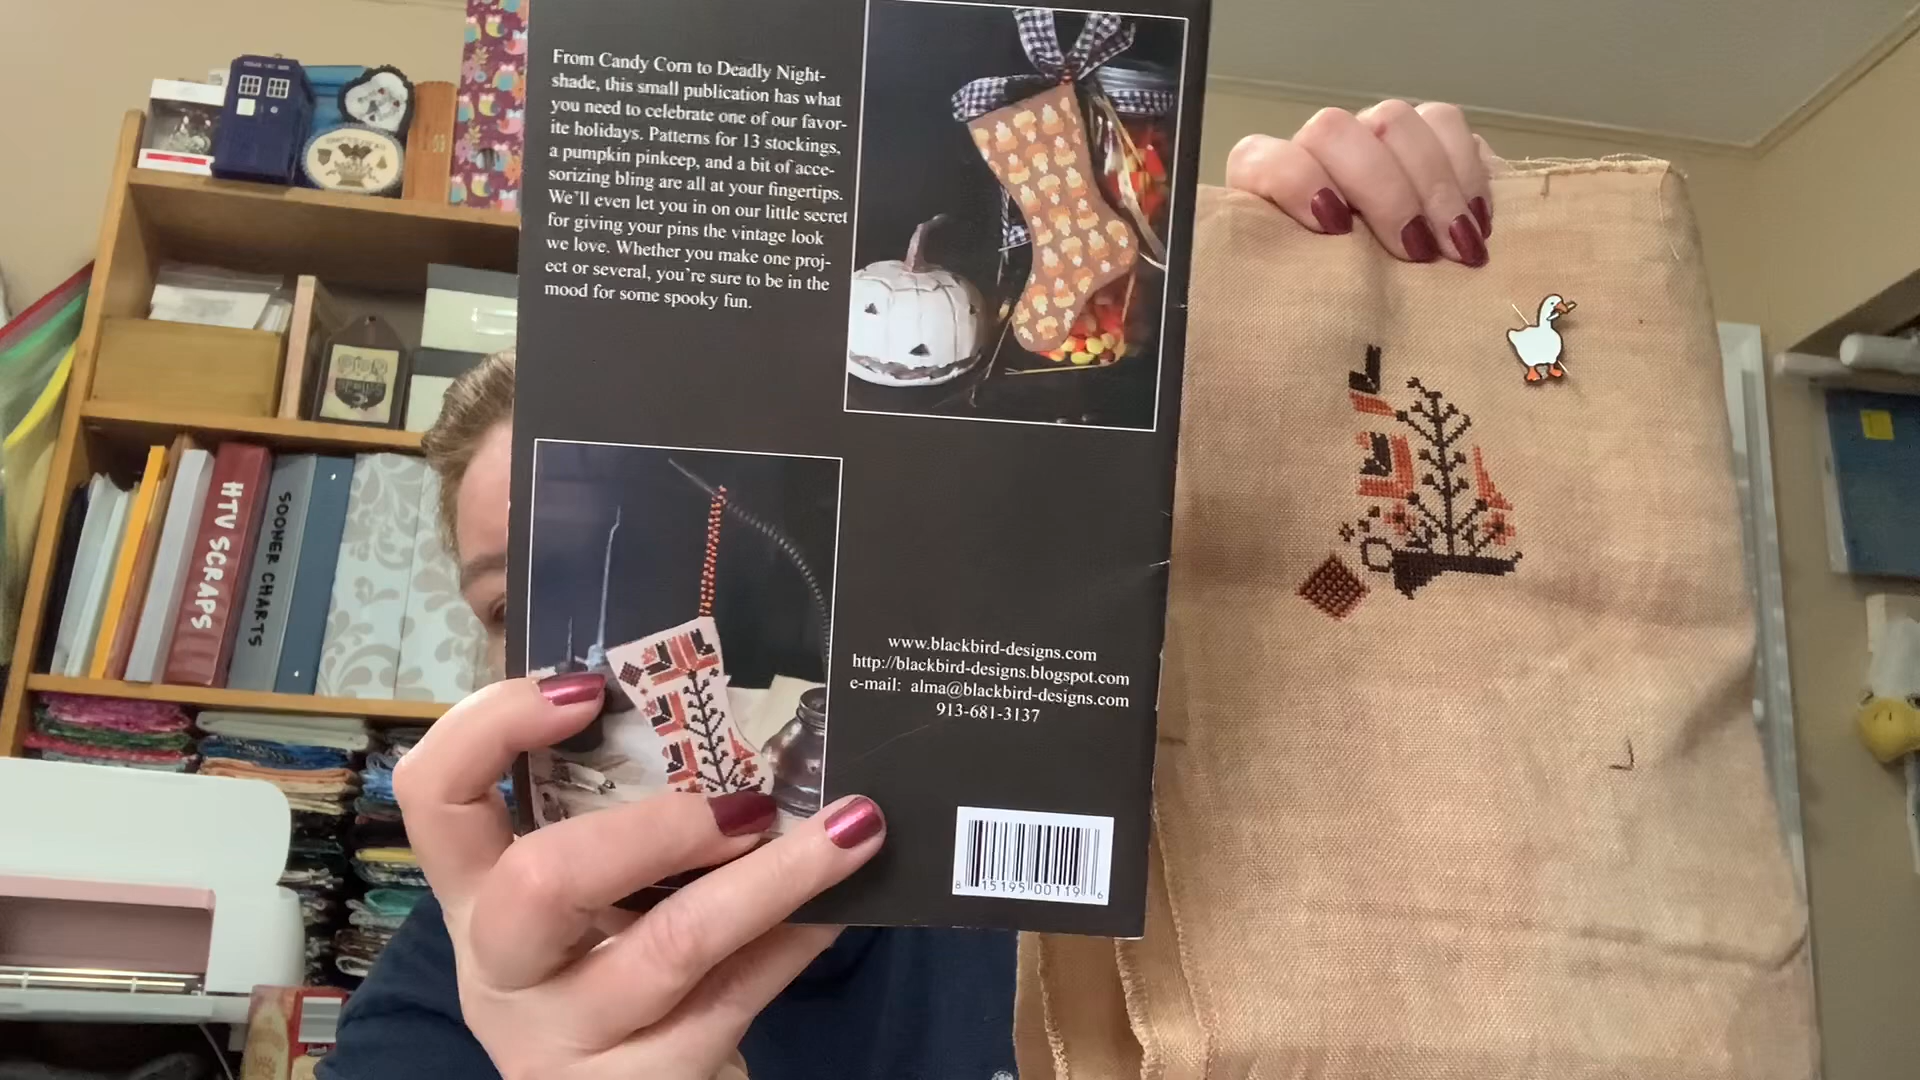 From Candy Corn to Deadly Night-
shade, this small publication has what
you need to celebrate one of our favor-
ite holidays. Patterns for 13 stockings,
a pumpkin pinkeep, and a bit of acce-
sorizing bling are all at your fingertips.
We'll even let you in on our little secret
for giving your pins the vintage look
we love. Whether you make one proj-
ect or several, you're sure to be in the
mood for some spooky fun.
www.blackbird-designs.com
http://blackbird-designs.blogspot.com
e-mail: alma@blackbird-designs.com
913-681-3137
8 15195 00119 6
HTV SCRAPS
SOONER CHARTS